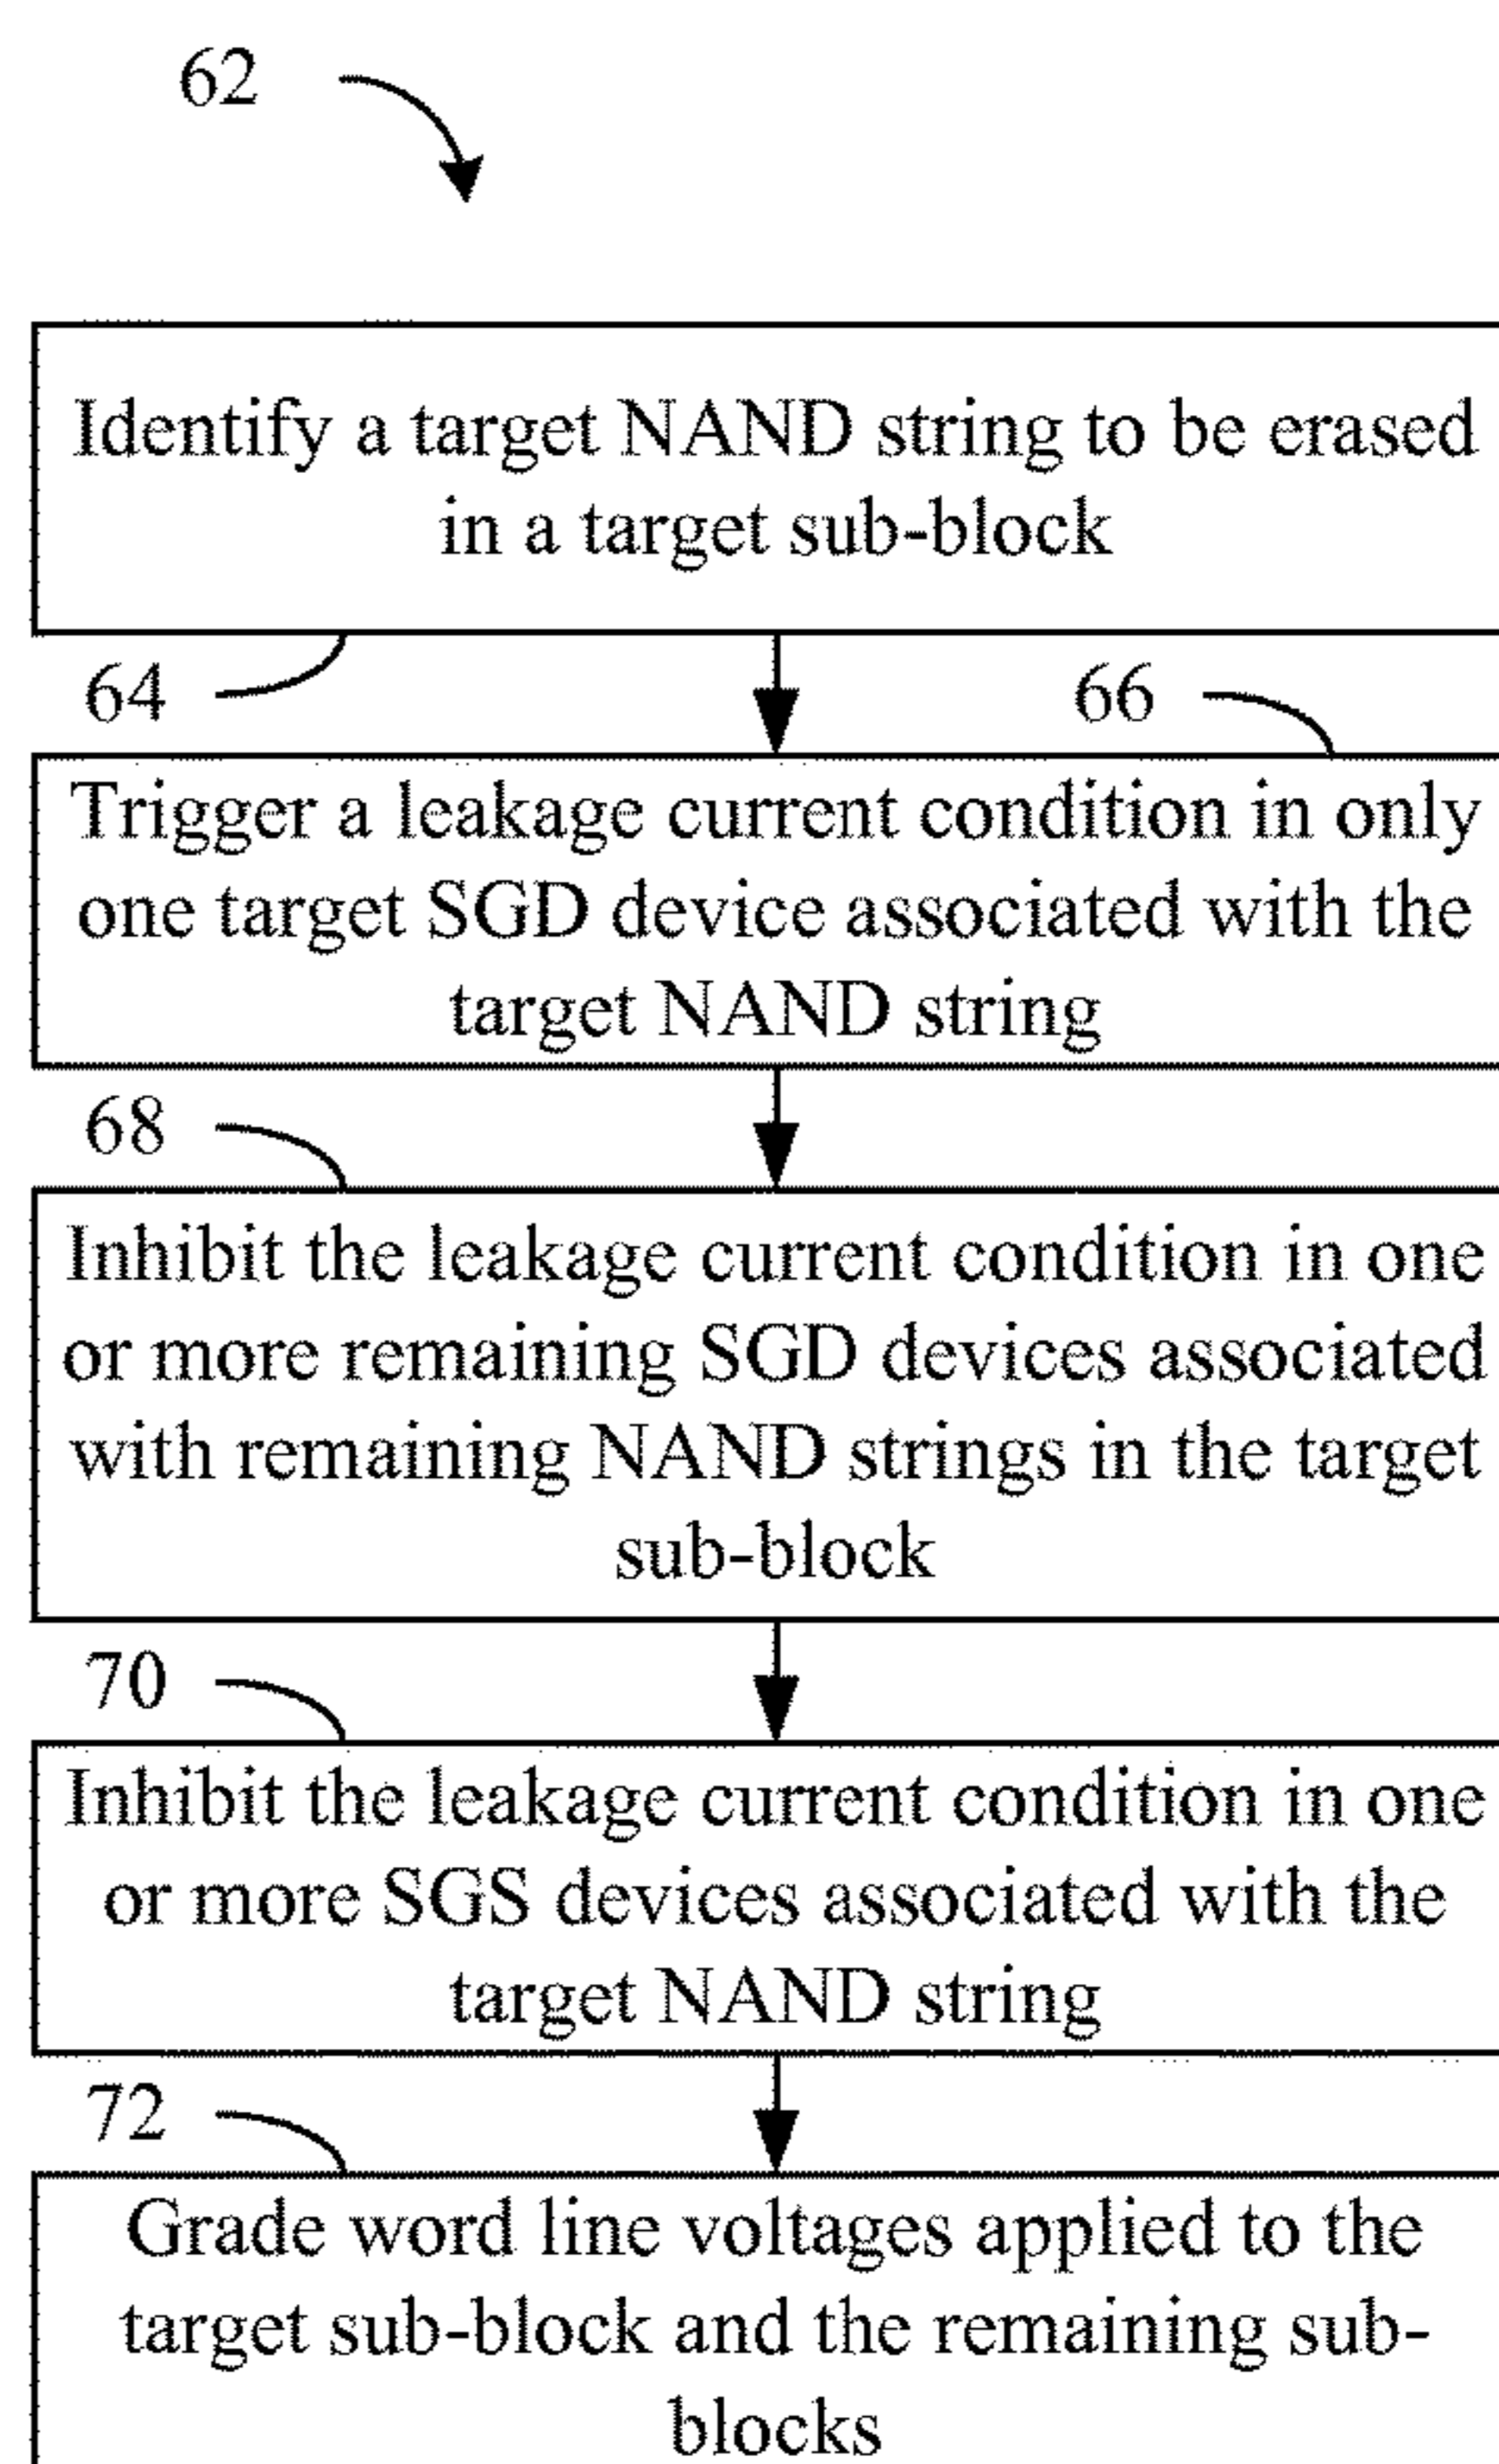 62
Identify a target NAND string to be erased
in a target sub-block
64
66
Trigger a leakage current condition in only
one target SGD device associated with the
target NAND string
68
Inhibit the leakage current condition in one
or more remaining SGD devices associated
with remaining NAND strings in the target
sub-block
70
Inhibit the leakage current condition in one
or more SGS devices associated with the
target NAND string
72
Grade word line voltages applied to the
target sub-block and the remaining sub-
blocks